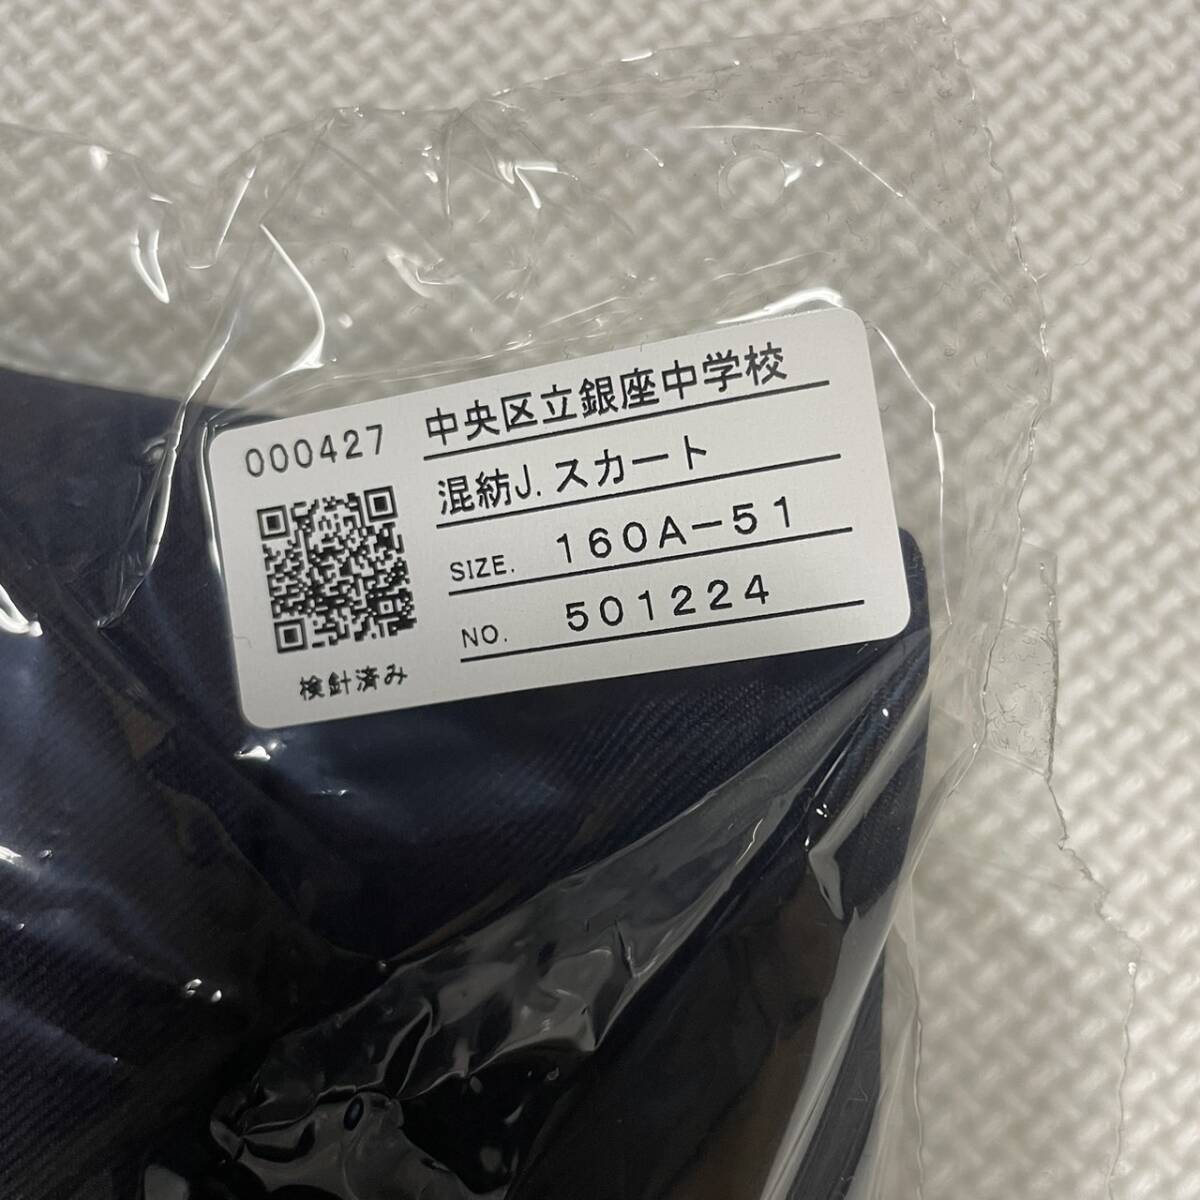 000427
中央区立銀座中学校
混紡J.スカート
SIZE. 160A-51
NO. 501224
検針済み